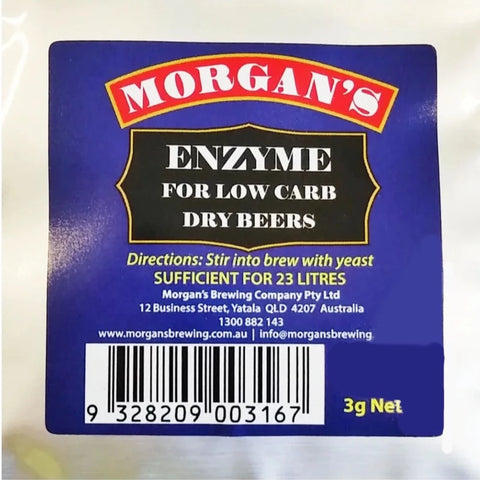 MORGAN'S
ENZYME
FOR LOW CARB
DRY BEERS
Directions: Stir into brew with yeast
SUFFICIENT FOR 23 LITRES
Morgan's Brewing Company Pty Ltd
12 Business Street, Yatala QLD 4207 Australia
1300 882 143
www.morgansbrewing.com.au | info@morgansbrewing
9 328209 003167
3g Net